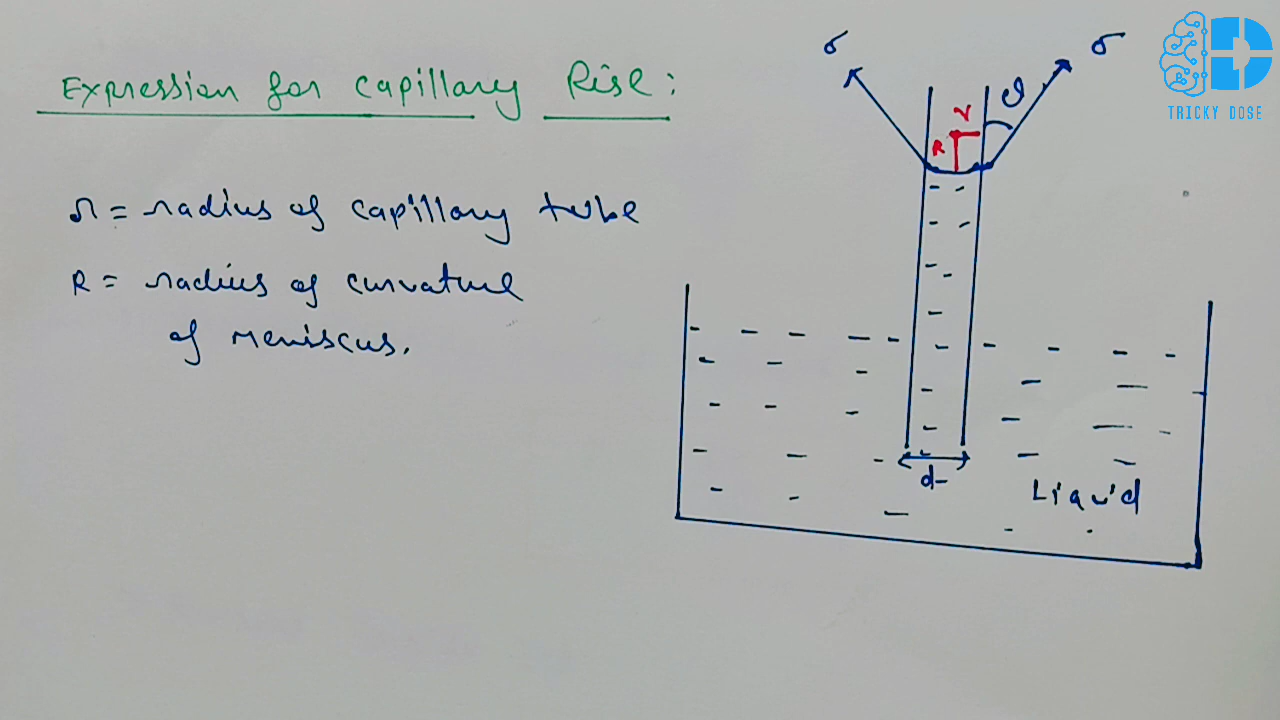 Expression for Capillary Rise:
r = radius of capillary tube
R = radius of curvature
of Meniscus.
σ
σ
θ
r
R
d
Liquid
TRICKY DOSE